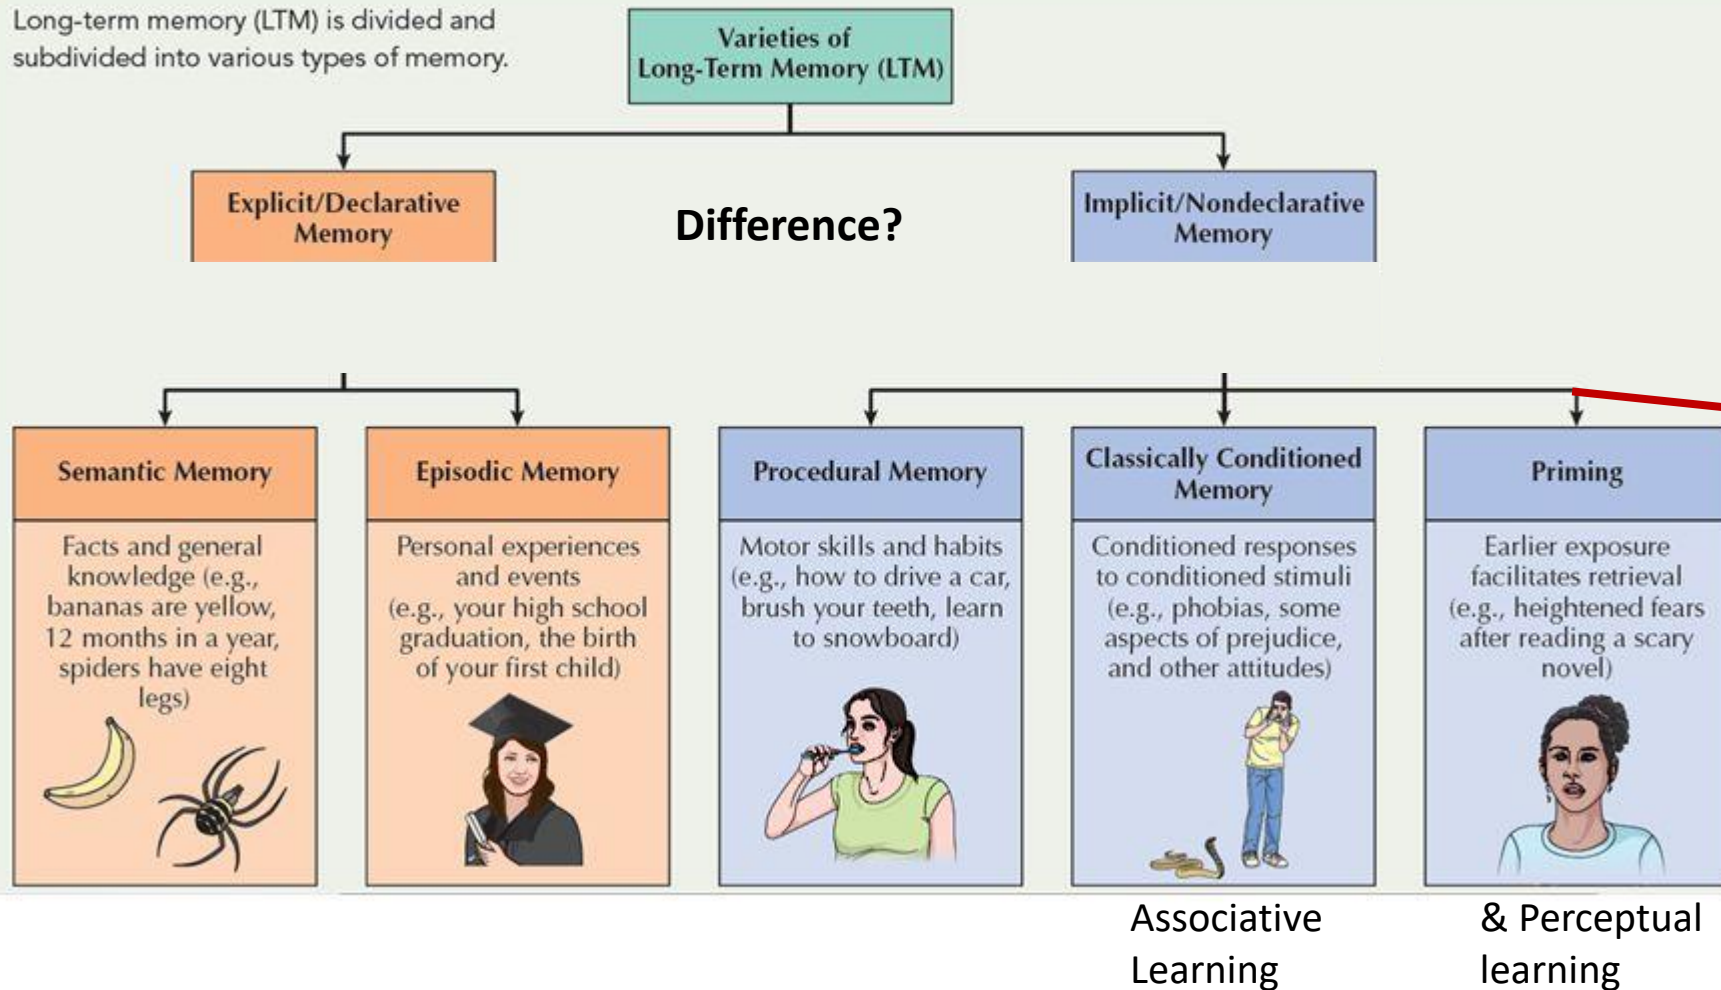 Long-term memory (LTM) is divided and
subdivided into various types of memory.
Varieties of
Long-Term Memory (LTM)
Explicit/Declarative
Memory
Difference?
Implicit/Nondeclarative
Memory
Semantic Memory
Facts and general
knowledge (e.g.,
bananas are yellow,
12 months in a year,
spiders have eight
legs)
Episodic Memory
Personal experiences
and events
(e.g., your high school
graduation, the birth
of your first child)
Procedural Memory
Motor skills and habits
(e.g., how to drive a car,
brush your teeth, learn
to snowboard)
Classically Conditioned
Memory
Conditioned responses
to conditioned stimuli
(e.g., phobias, some
aspects of prejudice,
and other attitudes)
Priming
Earlier exposure
facilitates retrieval
(e.g., heightened fears
after reading a scary
novel)
Associative
Learning
& Perceptual
learning